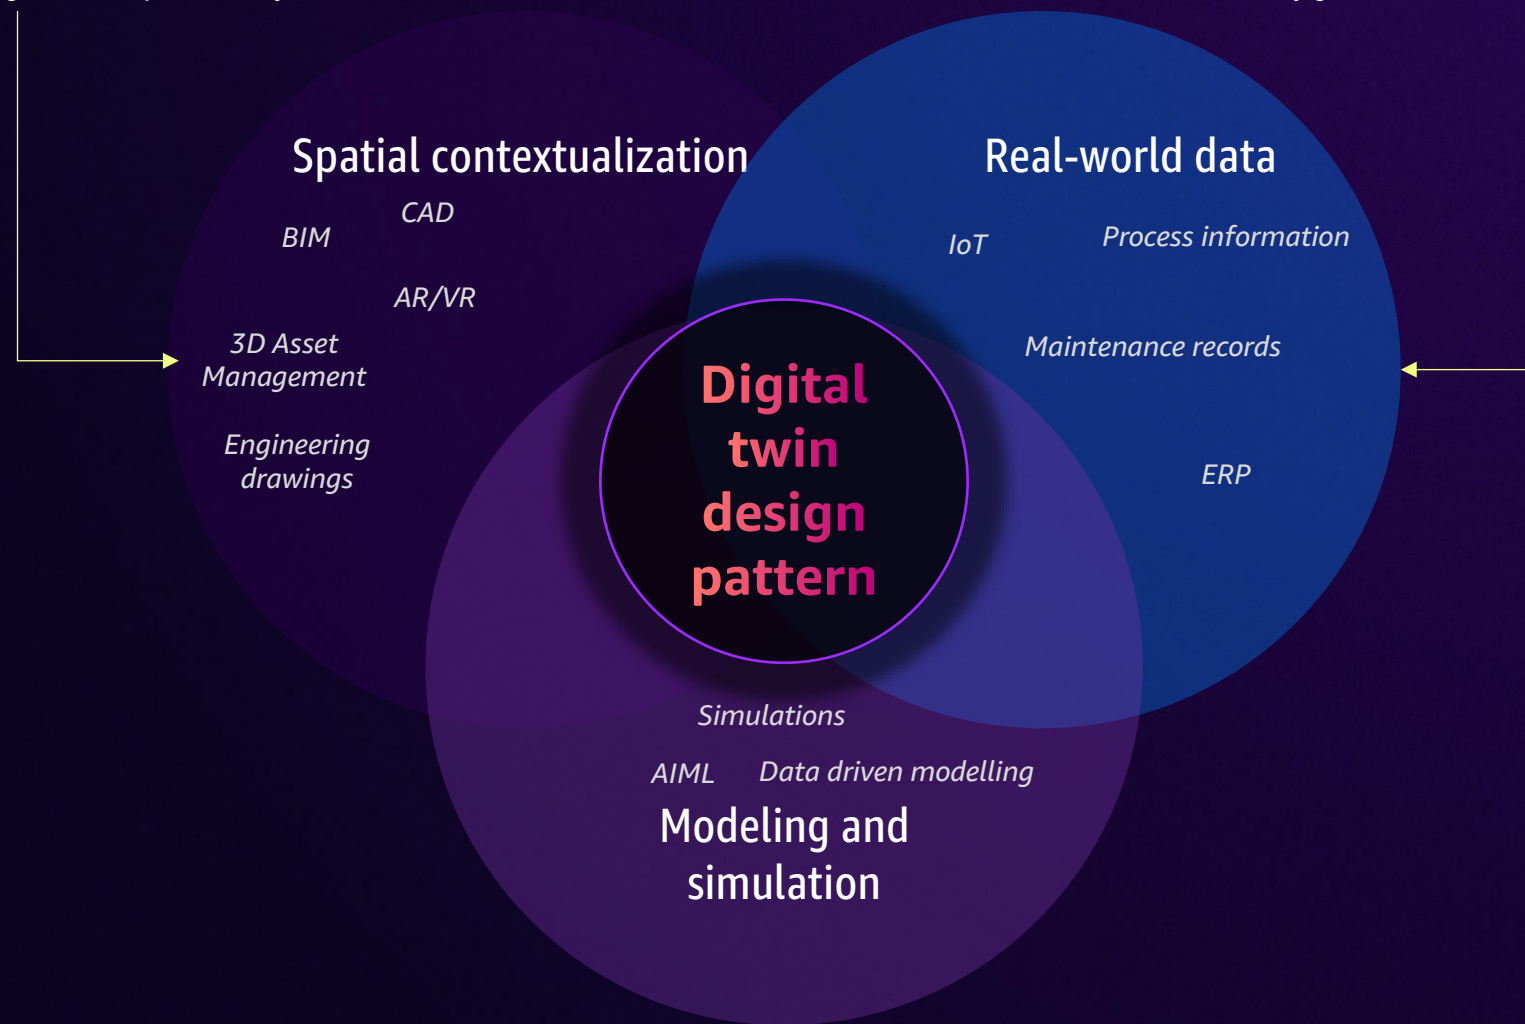 Spatial contextualization
CAD
BIM
AR/VR
3D Asset
Management
Engineering
drawings
Real-world data
IoT
Process information
Maintenance records
ERP
Digital
twin
design
pattern
Simulations
AIML
Data driven modelling
Modeling and
simulation